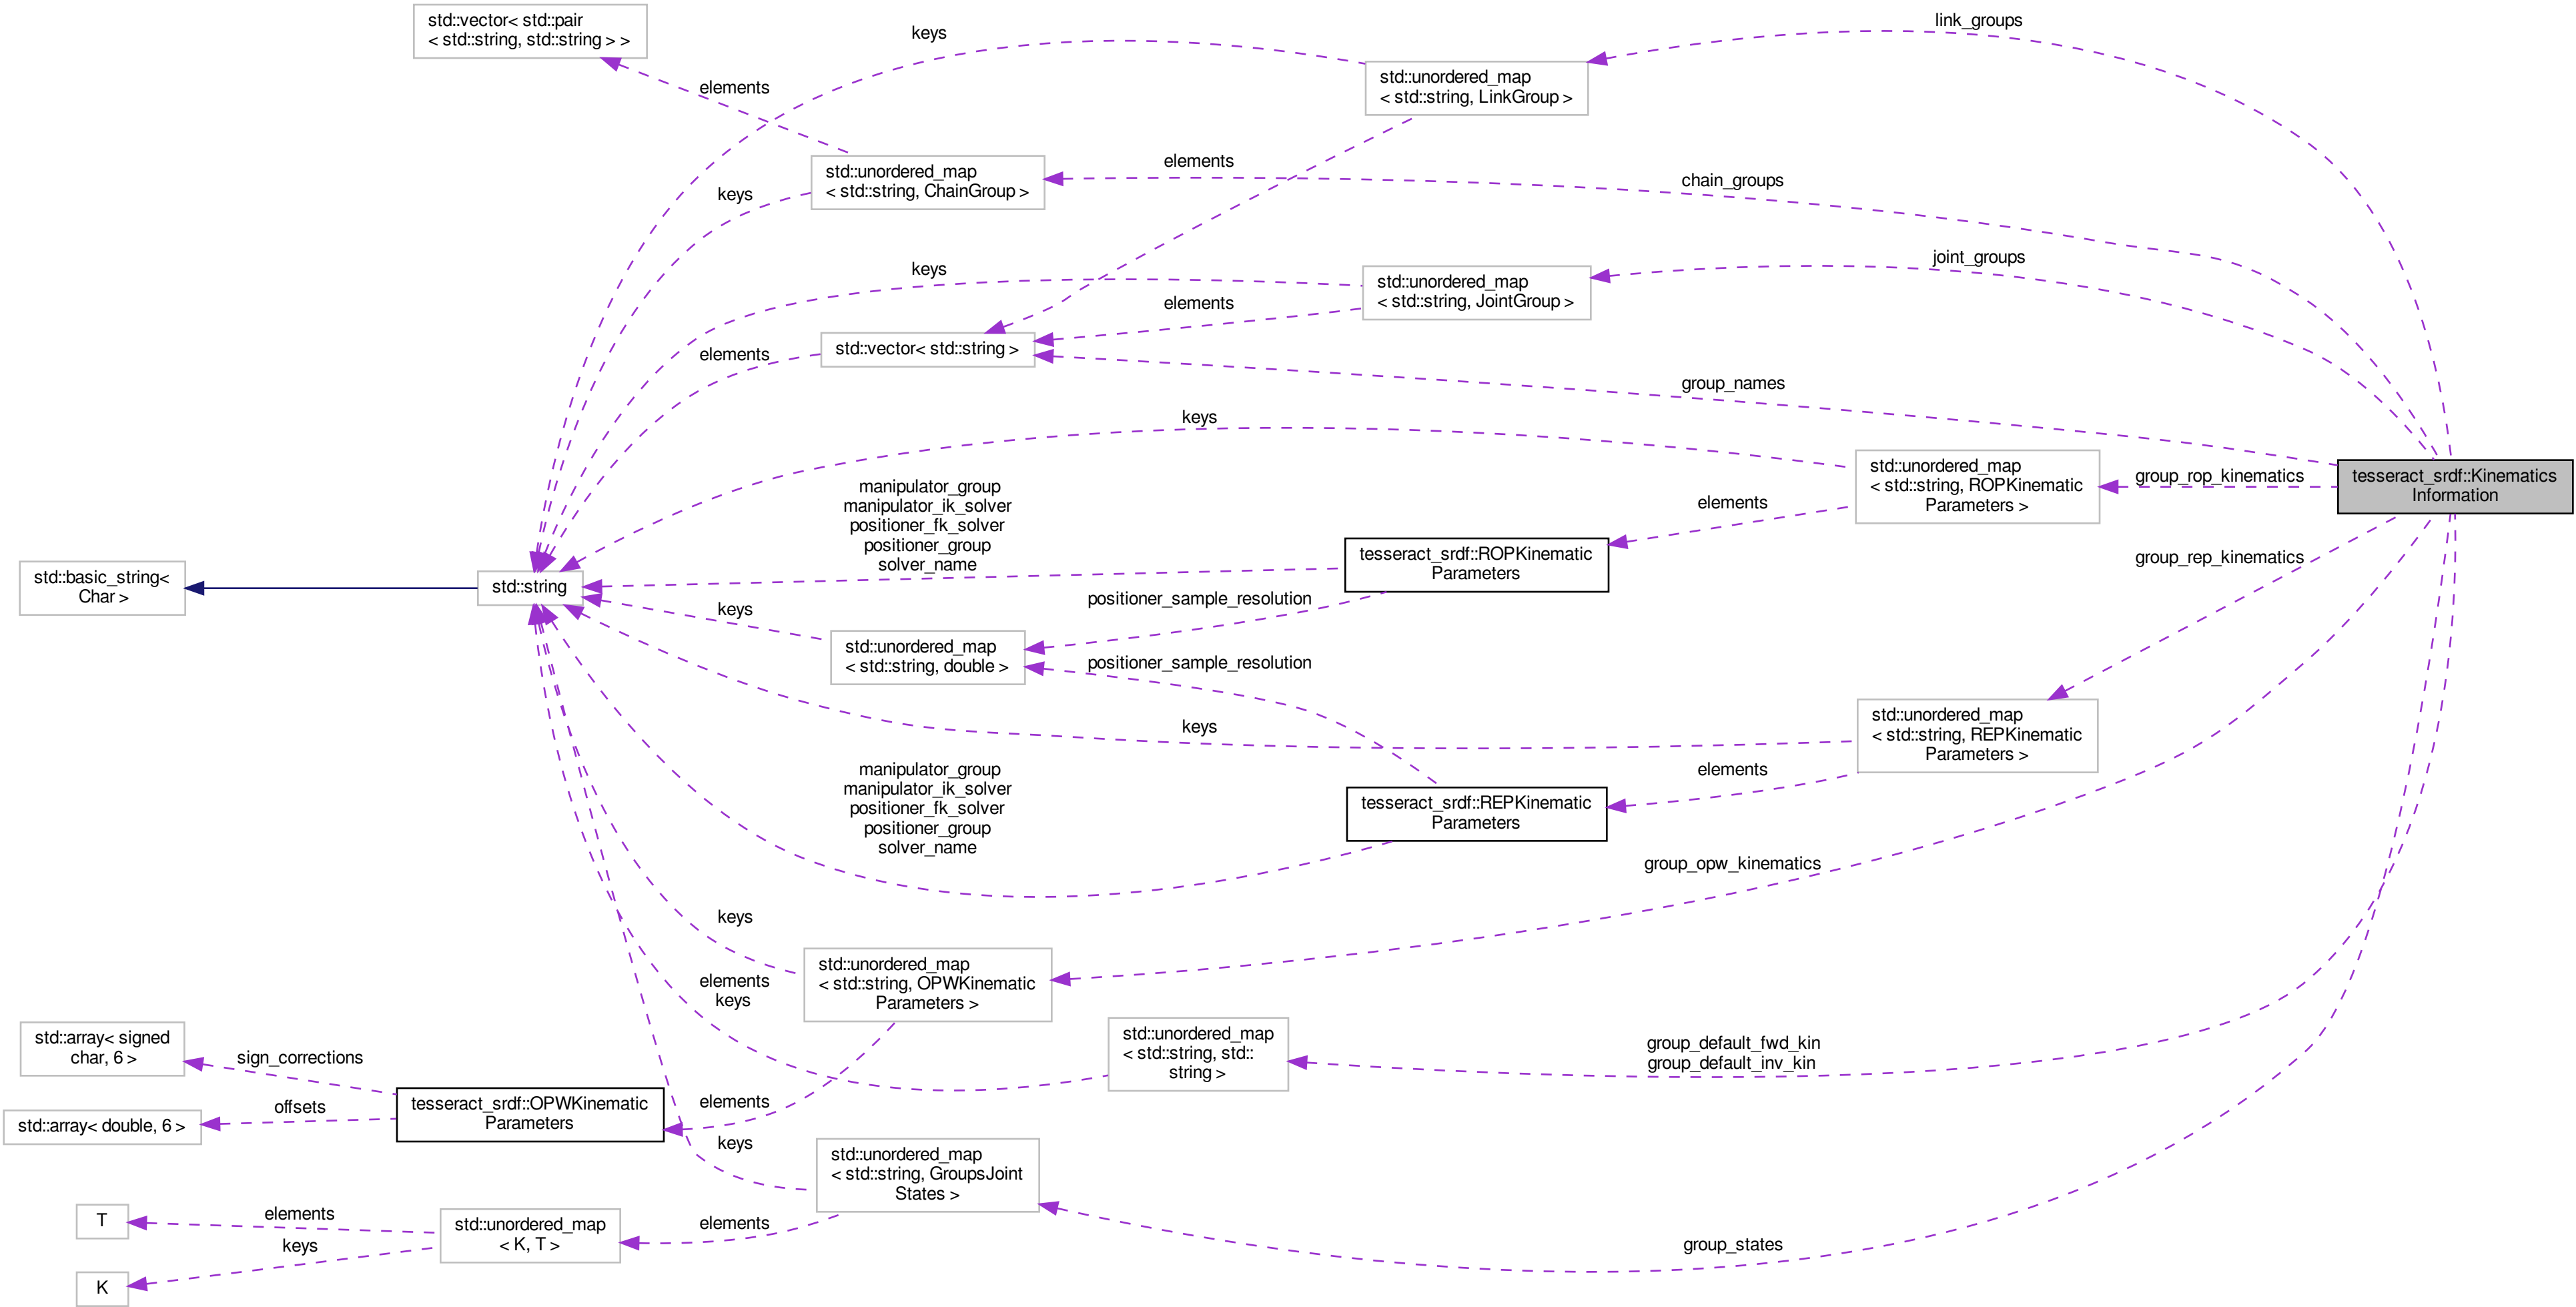 std::vector< std::pair
< std::string, std::string > >
keys
link_groups
std::unordered_map
< std::string, LinkGroup >
elements
elements
std::unordered_map
< std::string, ChainGroup >
keys
chain_groups
keys
joint_groups
std::unordered_map
< std::string, JointGroup >
elements
std::vector< std::string >
elements
group_names
keys
std::unordered_map
< std::string, ROPKinematic
Parameters >
group_rop_kinematics
tesseract_srdf::Kinematics
Information
manipulator_group
manipulator_ik_solver
positioner_fk_solver
positioner_group
solver_name
elements
tesseract_srdf::ROPKinematic
Parameters
group_rep_kinematics
std::basic_string<
Char >
std::string
keys
positioner_sample_resolution
std::unordered_map
< std::string, double >
positioner_sample_resolution
keys
std::unordered_map
< std::string, REPKinematic
Parameters >
elements
manipulator_group
manipulator_ik_solver
positioner_fk_solver
positioner_group
solver_name
tesseract_srdf::REPKinematic
Parameters
group_opw_kinematics
keys
std::unordered_map
< std::string, OPWKinematic
Parameters >
elements
keys
std::unordered_map
< std::string, std::
string >
group_default_fwd_kin
group_default_inv_kin
std::array< signed
char, 6 >
sign_corrections
tesseract_srdf::OPWKinematic
Parameters
elements
offsets
std::array< double, 6 >
keys
std::unordered_map
< std::string, GroupsJoint
States >
T
elements
std::unordered_map
< K, T >
elements
keys
K
group_states